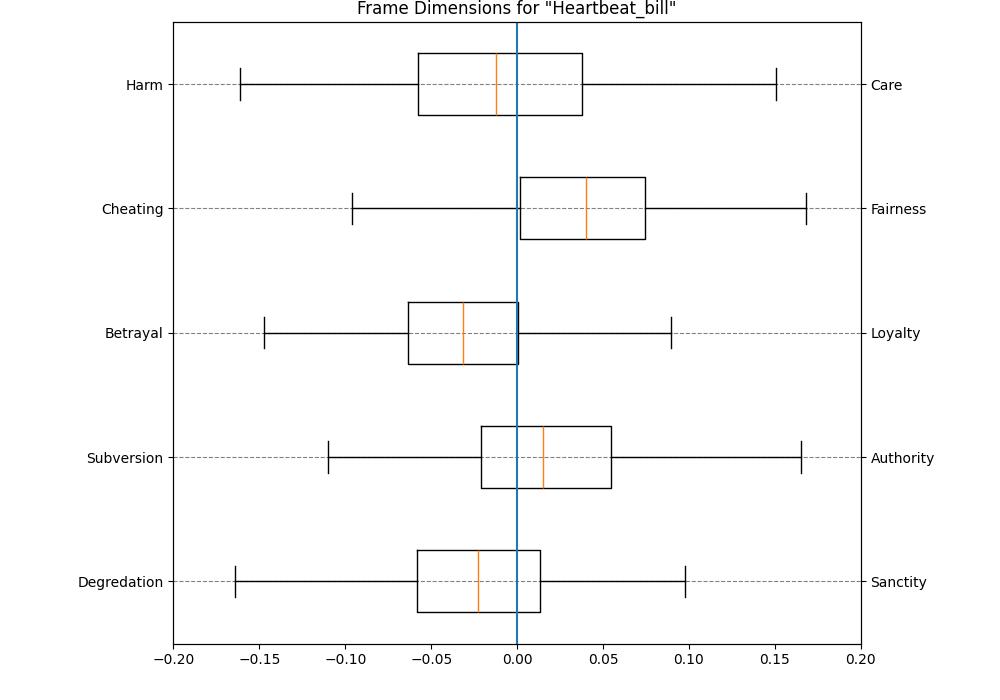 Frame Dimensions for "Heartbeat_bill"
Harm Care
Cheating Fairness
Betrayal Loyalty
Subversion Authority
Degredation Sanctity
−0.20 −0.15 −0.10 −0.05 0.00 0.05 0.10 0.15 0.20